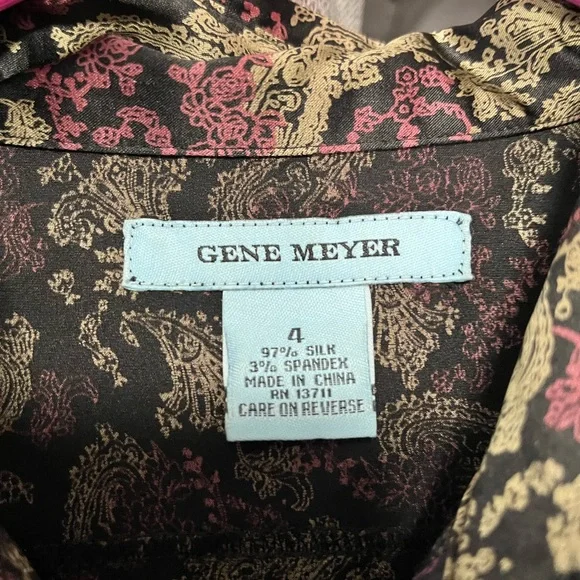 GENE MEYER
4
97% SILK
3% SPANDEX
MADE IN CHINA
RN 13711
CARE ON REVERSE